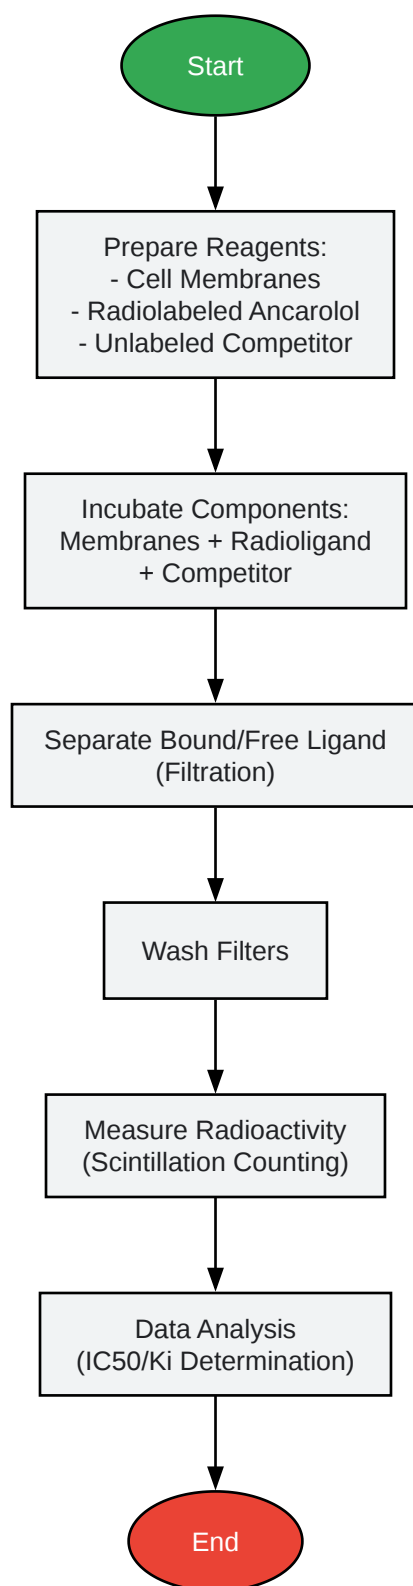 Start
Prepare Reagents:
- Cell Membranes
- Radiolabeled Ancarolol
- Unlabeled Competitor
Incubate Components:
Membranes + Radioligand
+ Competitor
Separate Bound/Free Ligand
(Filtration)
Wash Filters
Measure Radioactivity
(Scintillation Counting)
Data Analysis
(IC50/Ki Determination)
End